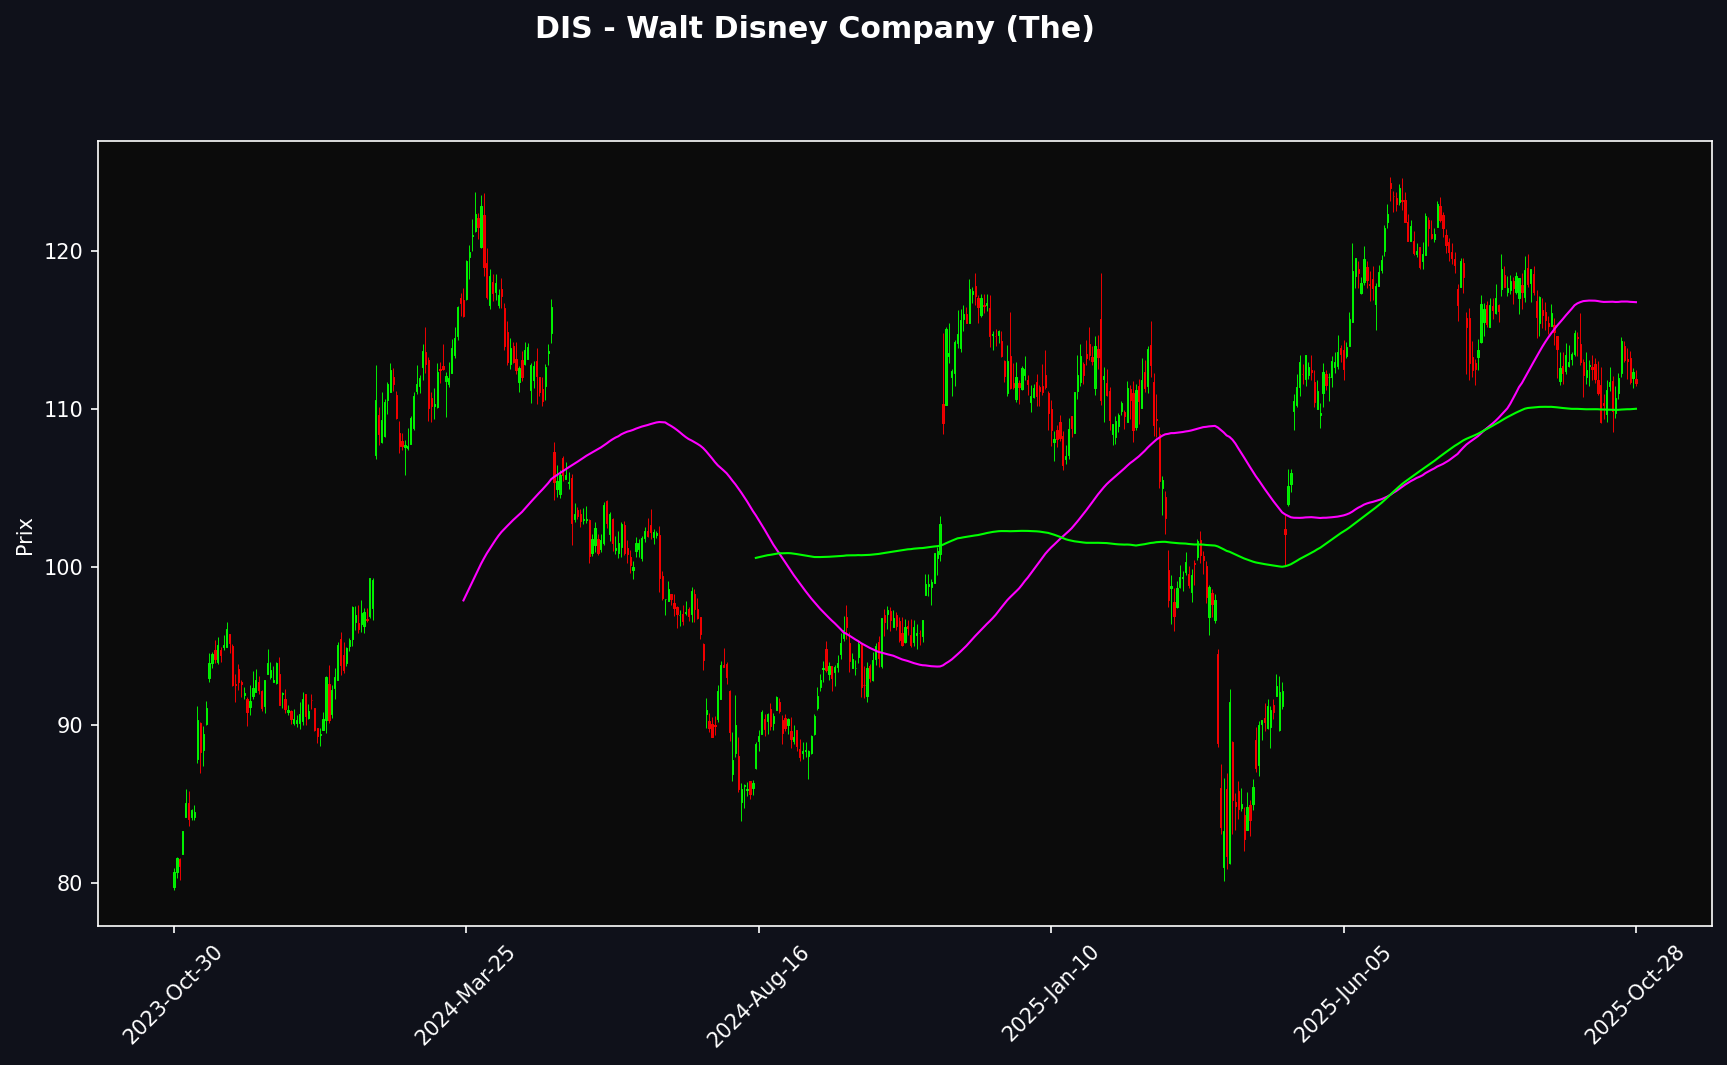 DIS - Walt Disney Company (The)
Prix
120
110
100
90
80
2023-Oct-30
2024-Mar-25
2024-Aug-16
2025-Jan-10
2025-Jun-05
2025-Oct-28